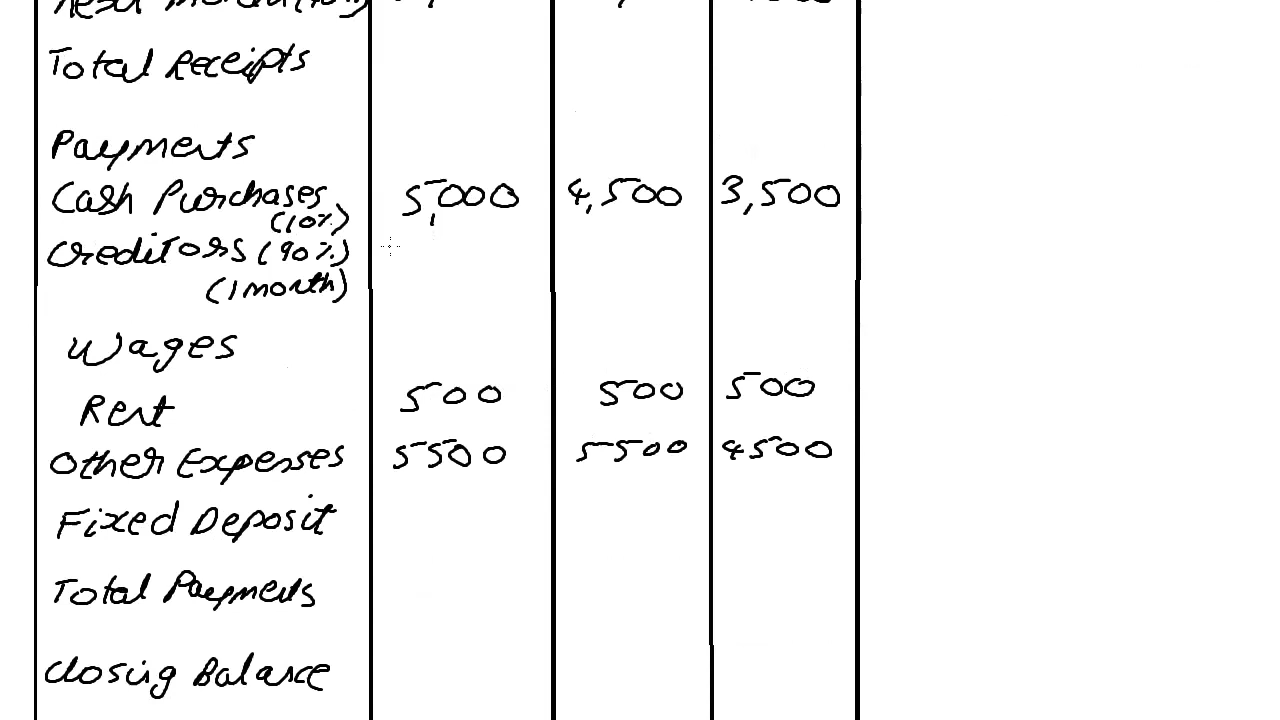 Total Receipts
Payments
Cash Purchases 5,000 4,500 3,500
(10%)
Creditors (90%)
(1 month)
Wages
Rent 500 500 500
Other Expenses 5500 5500 4500
Fixed Deposit
Total Payments
Closing Balance